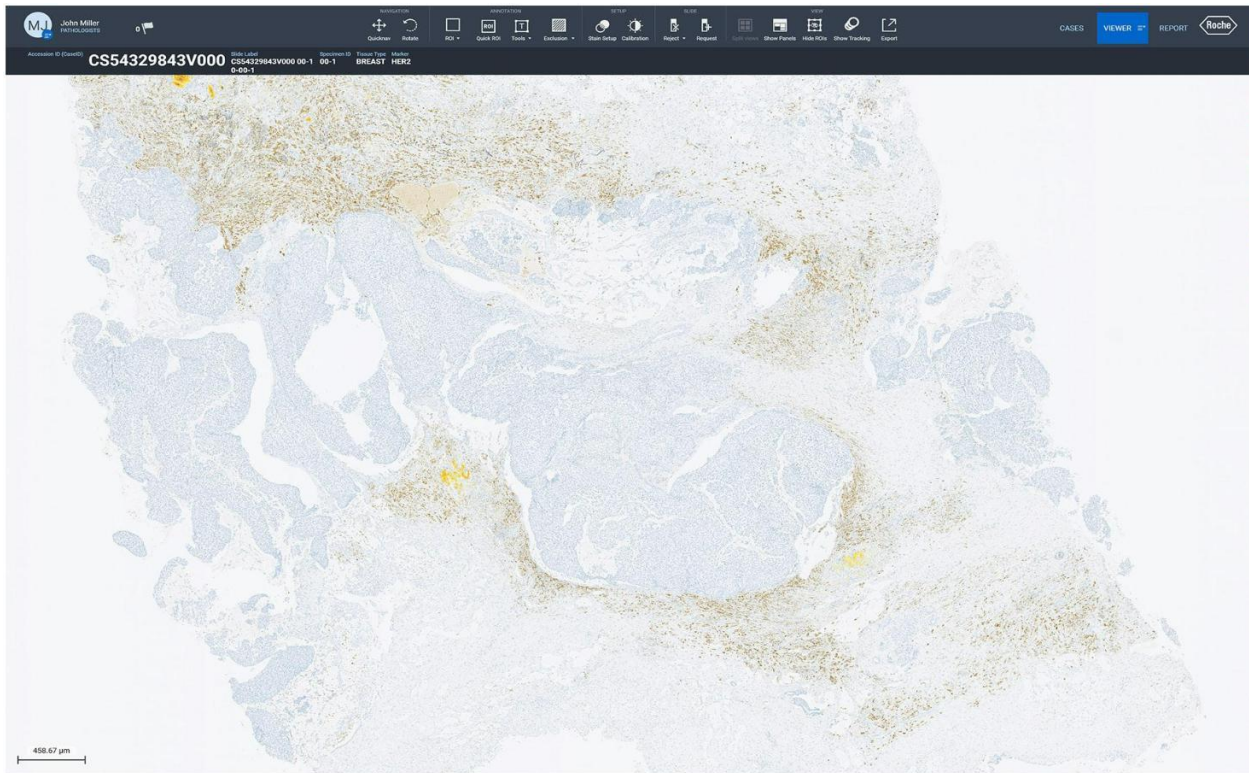 MJ
John Miller
PATHOLOGISTS
0
NAVIGATION
Quicknav
Rotate
ANNOTATION
ROI
ROI
Quick ROI
T
Tools
Exclusion
SETUP
Stain Setup
Calibration
SLIDE
Reject
Request
VIEW
Split Viewer
Show Panels
Hide ROIs
Show Tracking
Export
CASES
VIEWER
REPORT
Roche
Accession ID (CaseID)
CS54329843V000
Slide Label
CS54329843V000 00-1
0-00-1
Specimen ID
00-1
Tissue Type
BREAST
Marker
HER2
458.67 µm